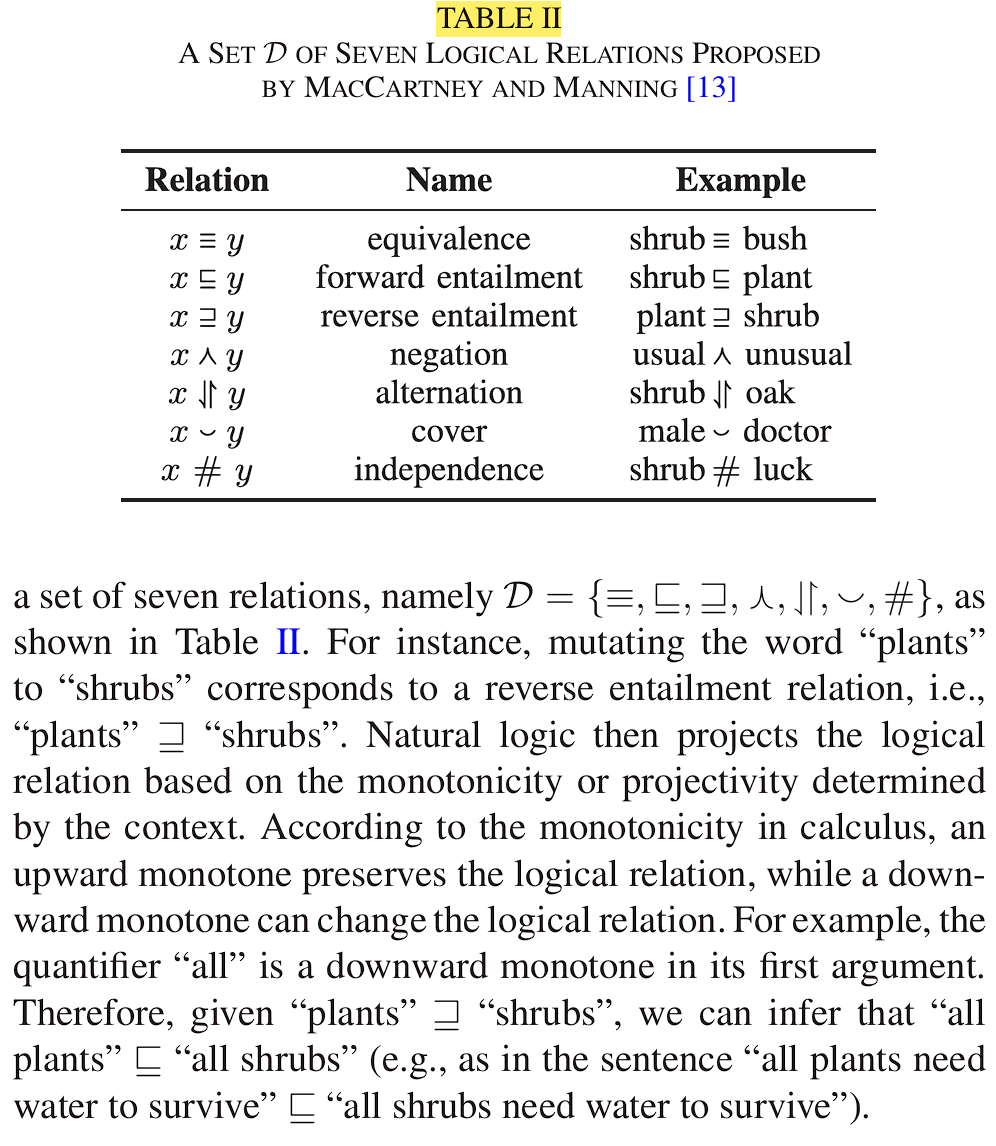 TABLE II
A SET 𝒟 OF SEVEN LOGICAL RELATIONS PROPOSED
BY MACCARTNEY AND MANNING [13]
Relation Name Example
x ≡ y equivalence shrub ≡ bush
x ⊑ y forward entailment shrub ⊑ plant
x ⊒ y reverse entailment plant ⊒ shrub
x ⋏ y negation usual ⋏ unusual
x ⥯ y alternation shrub ⥯ oak
x ⌣ y cover male ⌣ doctor
x # y independence shrub # luck
a set of seven relations, namely 𝒟 = {≡, ⊑, ⊒, ⋏, ⥯, ⌣, #}, as
shown in Table II. For instance, mutating the word “plants”
to “shrubs” corresponds to a reverse entailment relation, i.e.,
“plants” ⊒ “shrubs”. Natural logic then projects the logical
relation based on the monotonicity or projectivity determined
by the context. According to the monotonicity in calculus, an
upward monotone preserves the logical relation, while a down-
ward monotone can change the logical relation. For example, the
quantifier “all” is a downward monotone in its first argument.
Therefore, given “plants” ⊒ “shrubs”, we can infer that “all
plants” ⊑ “all shrubs” (e.g., as in the sentence “all plants need
water to survive” ⊑ “all shrubs need water to survive”).